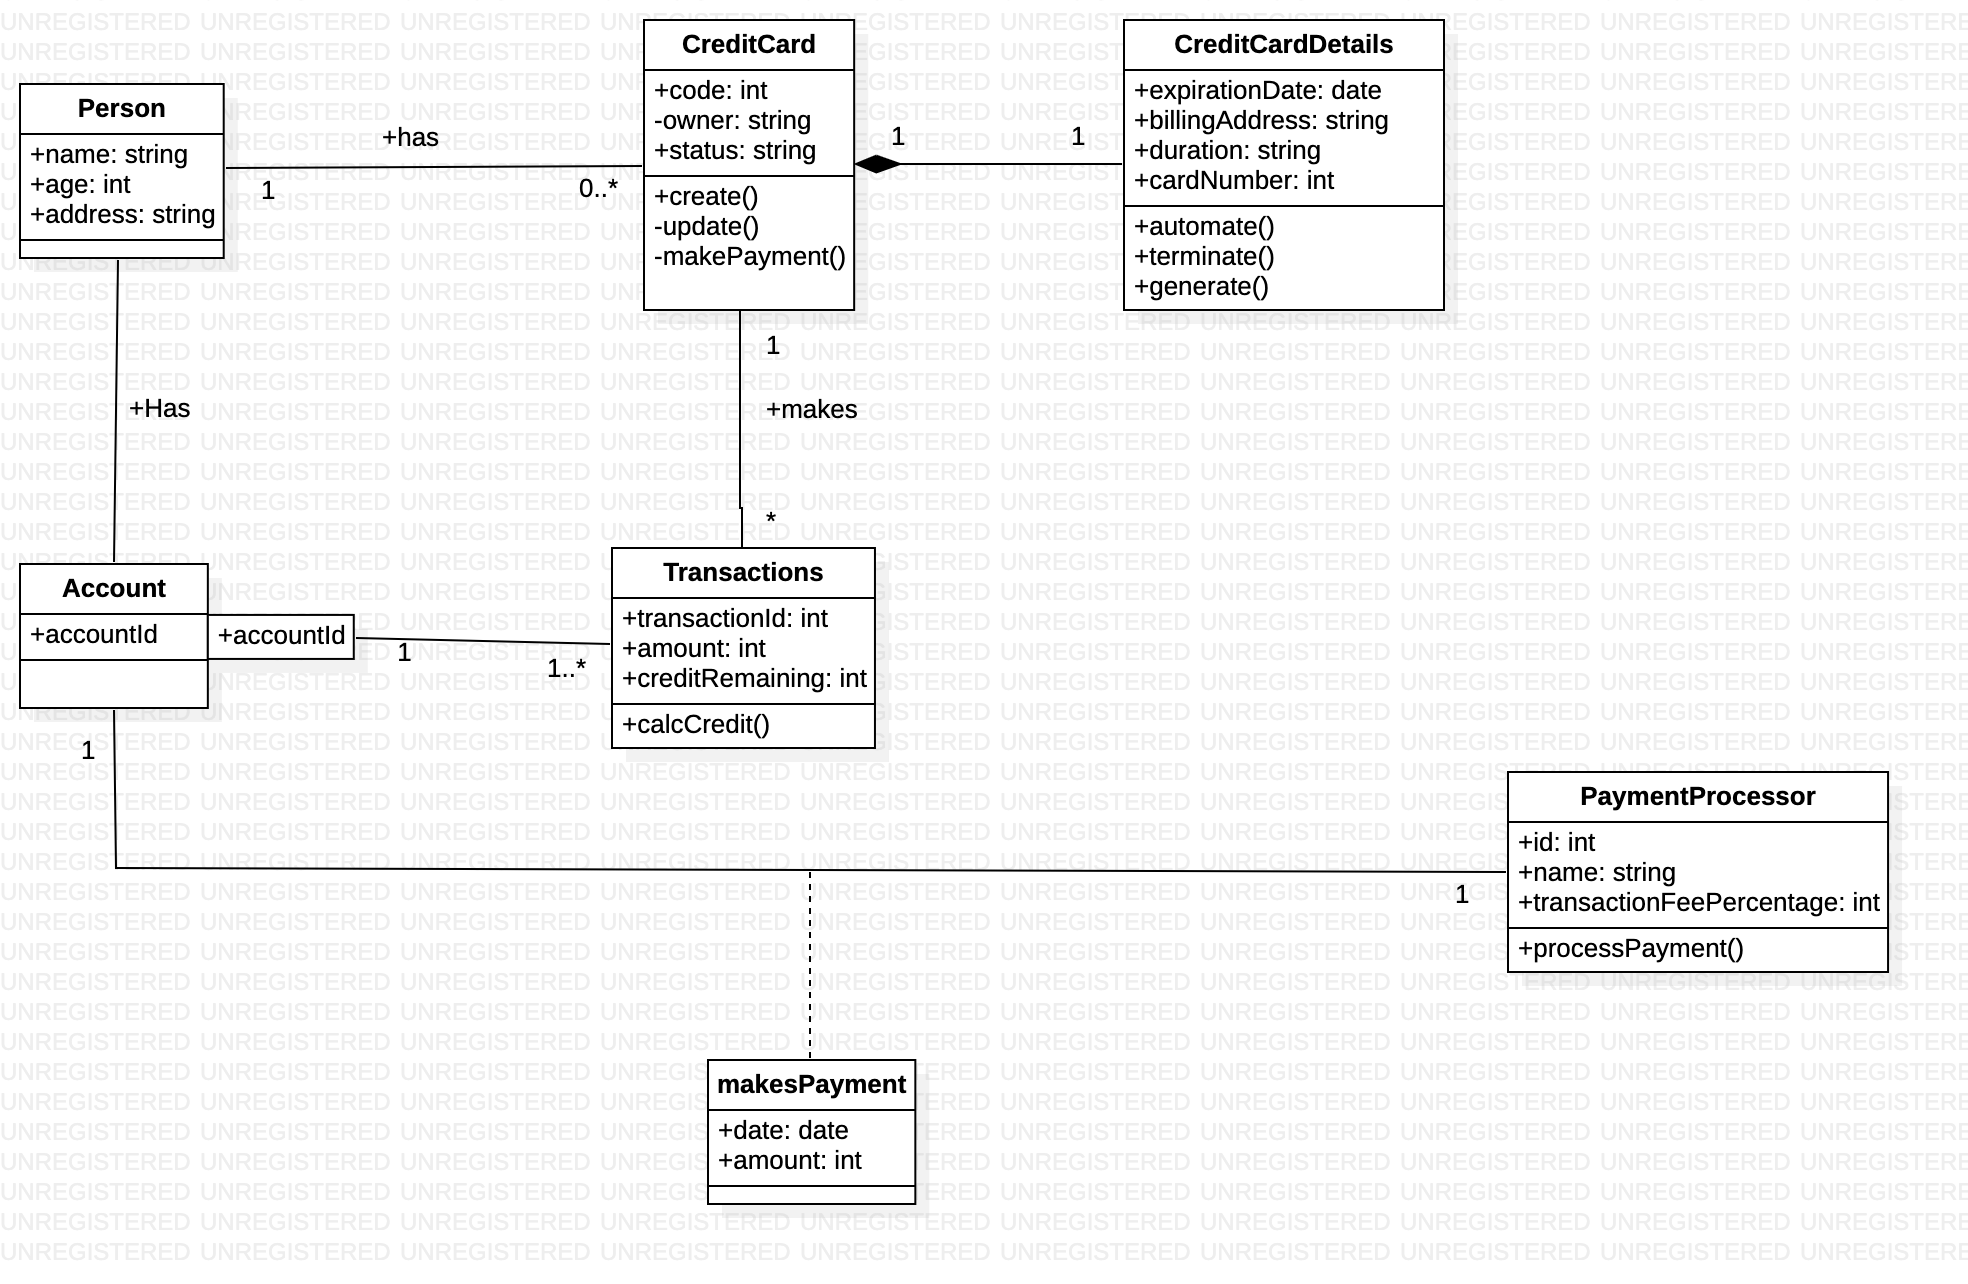 CreditCard
+code: int
-owner: string
+status: string
+create()
-update()
-makePayment()
CreditCardDetails
+expirationDate: date
+billingAddress: string
+duration: string
+cardNumber: int
+automate()
+terminate()
+generate()
Person
+name: string
+age: int
+address: string
+has
1
0..*
1
1
1
+makes
*
+Has
Account
+accountId
+accountId
1
1..*
Transactions
+transactionId: int
+amount: int
+creditRemaining: int
+calcCredit()
1
1
PaymentProcessor
+id: int
+name: string
+transactionFeePercentage: int
+processPayment()
makesPayment
+date: date
+amount: int
UNREGISTERED